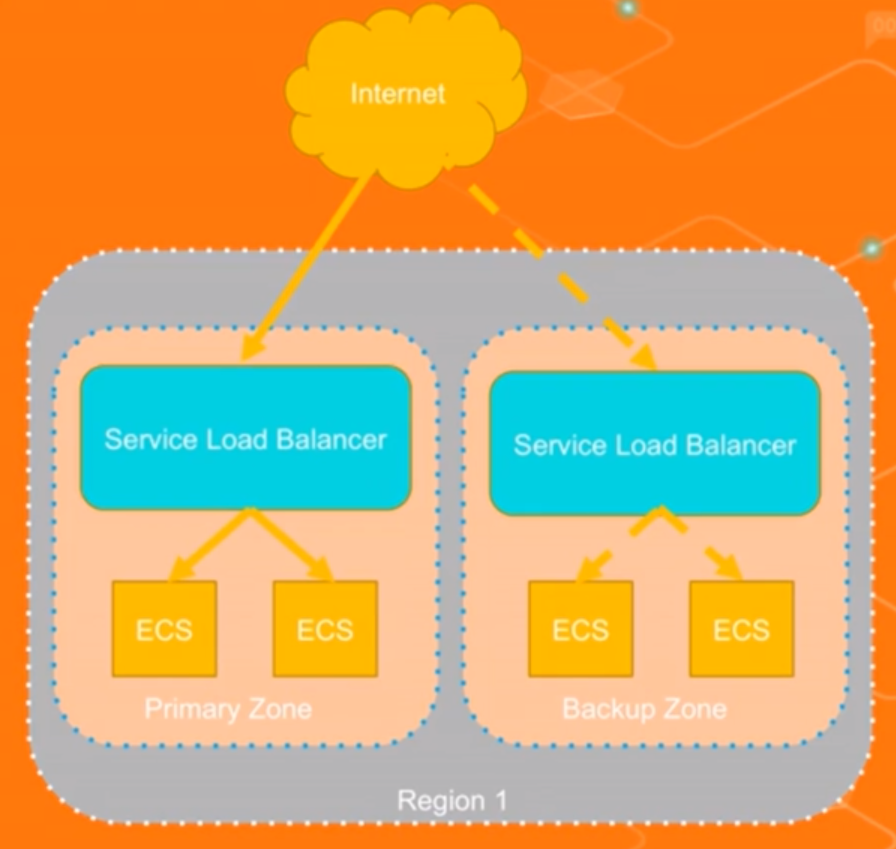 Internet
Service Load Balancer
Service Load Balancer
ECS
ECS
ECS
ECS
Primary Zone
Backup Zone
Region 1